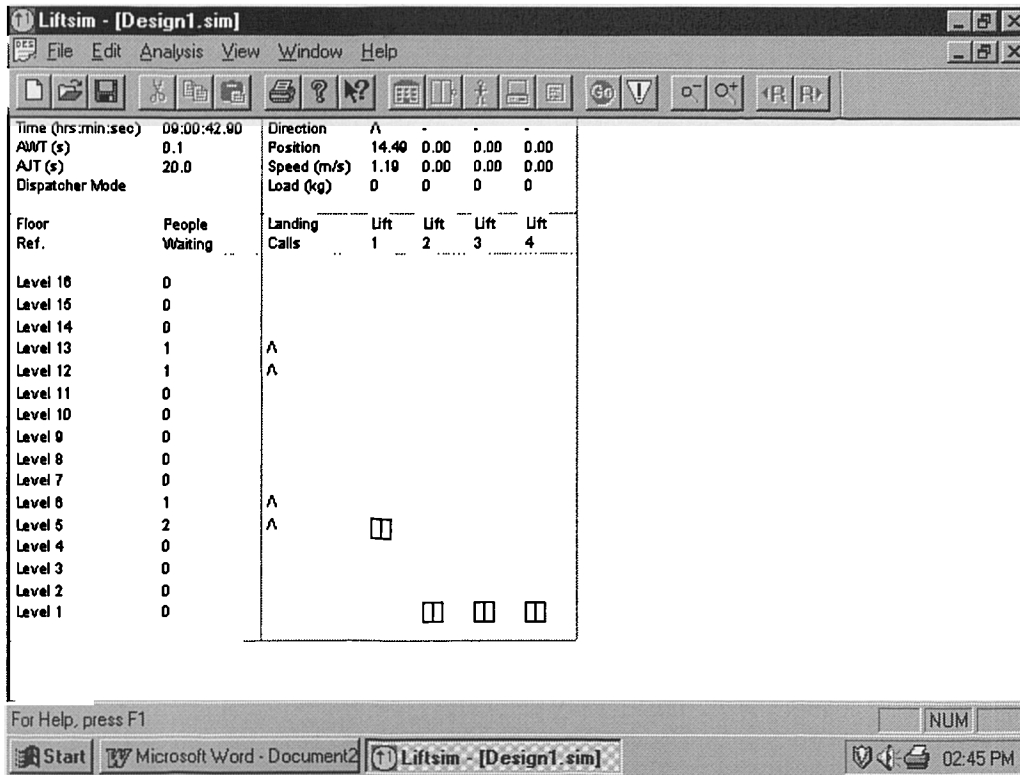 Liftsim - [Design1.sim]
File Edit Analysis View Window Help
Go R R
Time (hrs:min:sec) 09:00:42.90 Direction Λ - - -
AWT (s) 0.1 Position 14.40 0.00 0.00 0.00
AJT (s) 20.0 Speed (m/s) 1.19 0.00 0.00 0.00
Dispatcher Mode Load (kg) 0 0 0 0
Floor People Landing Lift Lift Lift Lift
Ref. Waiting Calls 1 2 3 4
Level 16 0
Level 15 0
Level 14 0
Level 13 1 Λ
Level 12 1 Λ
Level 11 0
Level 10 0
Level 9 0
Level 8 0
Level 7 0
Level 6 1 Λ
Level 5 2 Λ
Level 4 0
Level 3 0
Level 2 0
Level 1 0
For Help, press F1 NUM
Start Microsoft Word - Document2 Liftsim - [Design1.sim] 02:45 PM